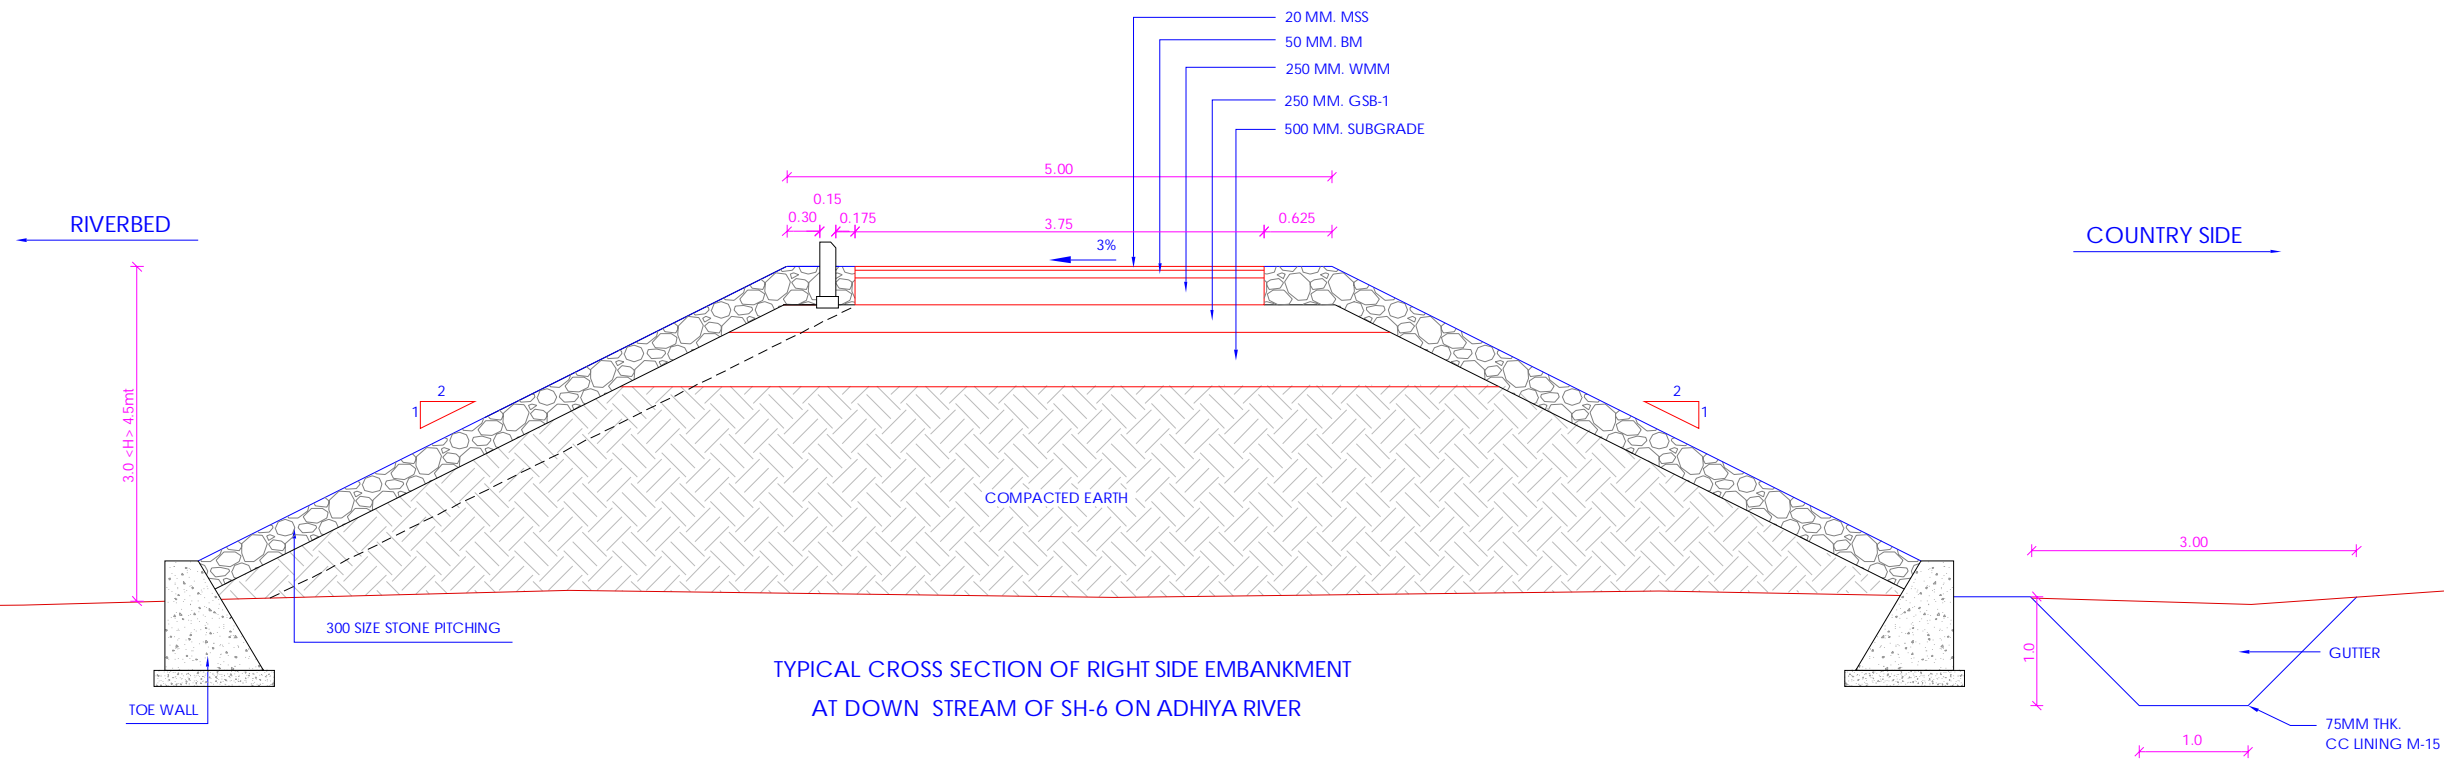 20 MM. MSS
50 MM. BM
250 MM. WMM
250 MM. GSB-1
500 MM. SUBGRADE
5.00
0.15
0.30
0.175
3.75
0.625
3%
RIVERBED
COUNTRY SIDE
2
1
2
1
3.0 <H> 4.5mt
COMPACTED EARTH
3.00
300 SIZE STONE PITCHING
1.0
GUTTER
TYPICAL CROSS SECTION OF RIGHT SIDE EMBANKMENT
AT DOWN STREAM OF SH-6 ON ADHIYA RIVER
TOE WALL
75MM THK.
CC LINING M-15
1.0